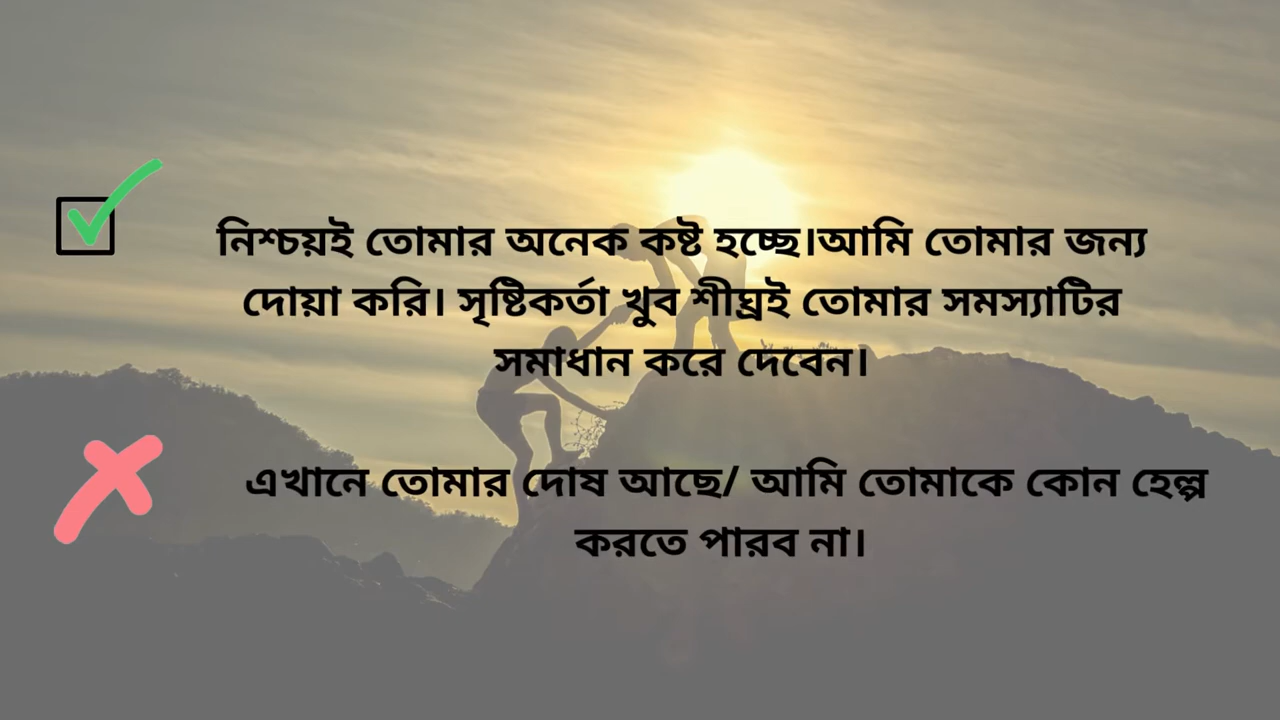 নিশ্চয়ই তোমার অনেক কষ্ট হচ্ছে।আমি তোমার জন্য
দোয়া করি। সৃষ্টিকর্তা খুব শীঘ্রই তোমার সমস্যাটির
সমাধান করে দেবেন।
এখানে তোমার দোষ আছে/ আমি তোমাকে কোন হেল্প
করতে পারব না।